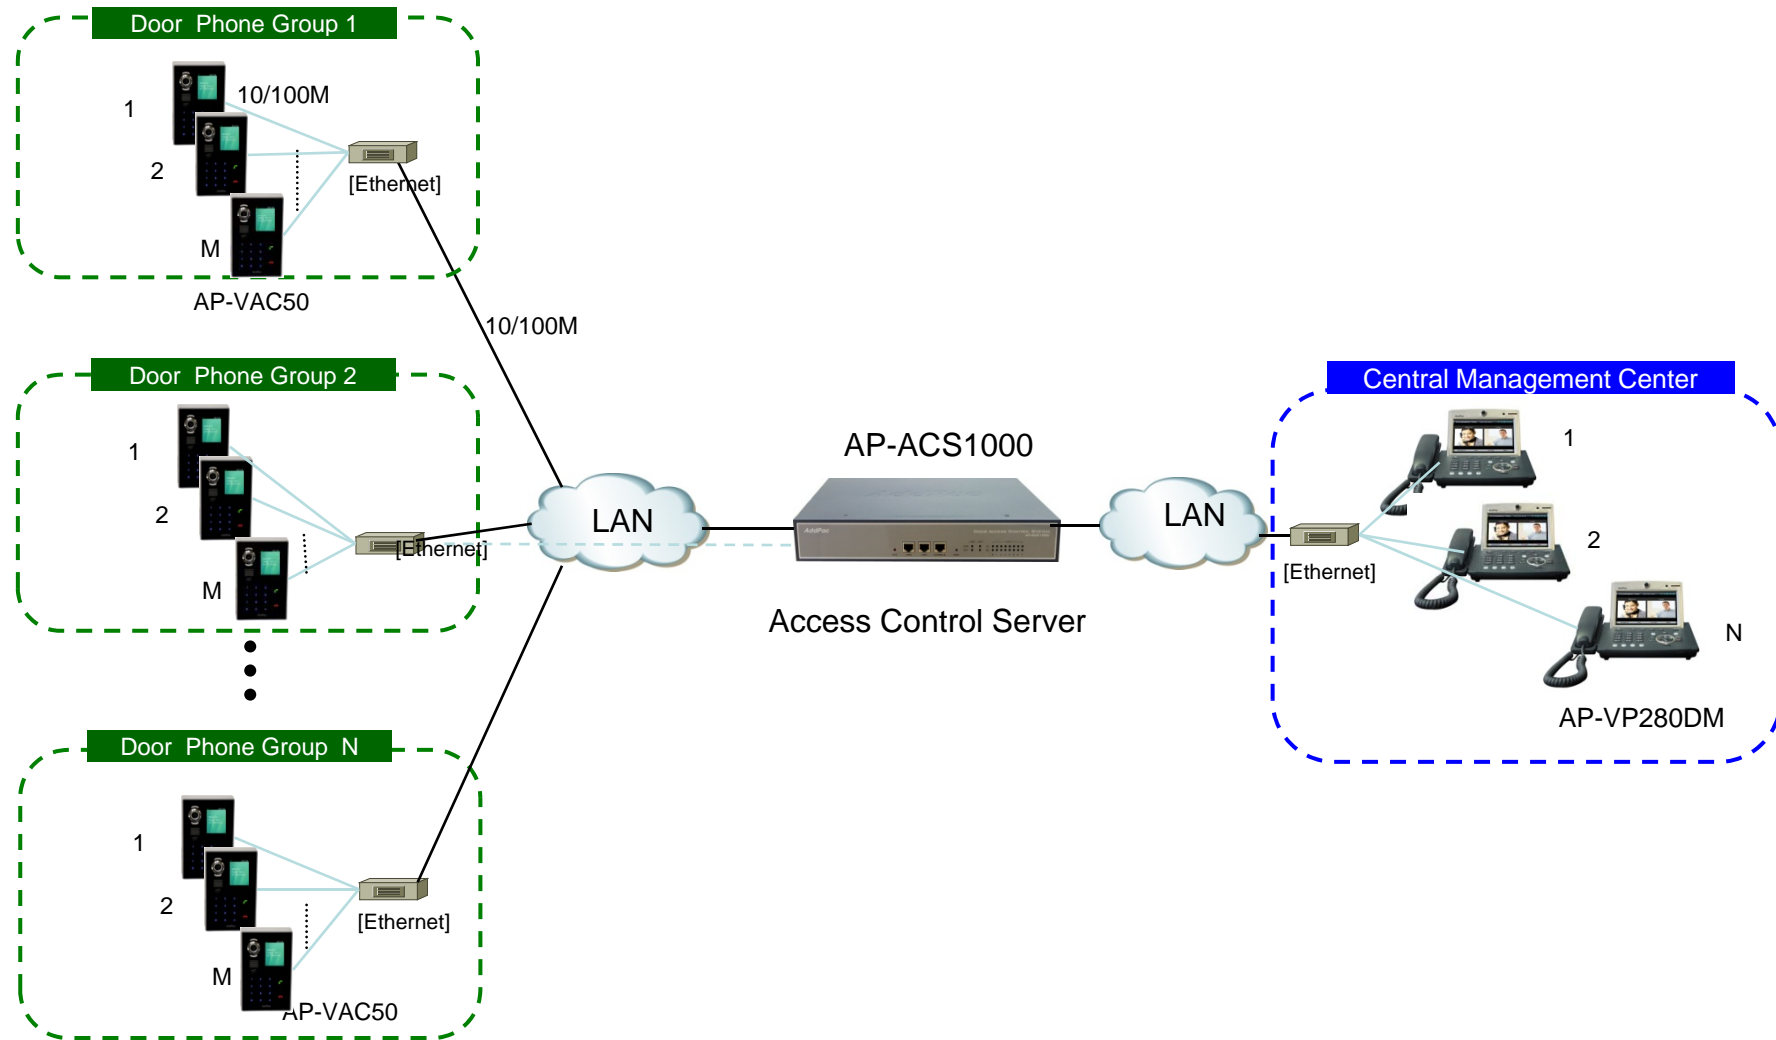 Door Phone Group 1
10/100M
1
2
[Ethernet]
M
AP-VAC50
10/100M
Door Phone Group 2
1
2
[Ethernet]
M
Door Phone Group N
1
2
[Ethernet]
M
AP-VAC50
LAN
AP-ACS1000
AddPac
Access Control Server
LAN
Central Management Center
1
2
[Ethernet]
N
AP-VP280DM